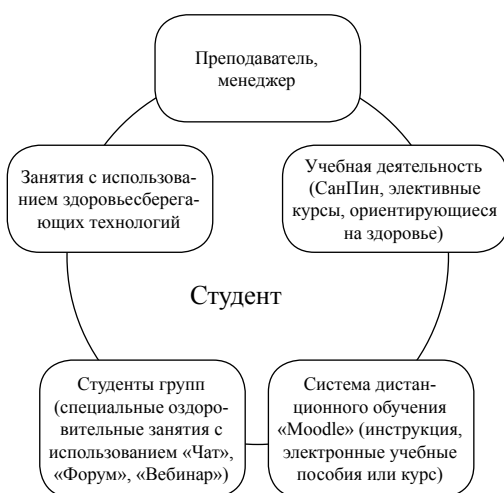 Преподаватель,
менеджер
Занятия с использова-
нием здоровьесберега-
ющих технологий
Учебная деятельность
(СанПин, элективные
курсы, ориентирующиеся
на здоровье)
Студент
Студенты групп
(специальные оздоро-
вительные занятия с
использованием «Чат»,
«Форум», «Вебинар»)
Система дистан-
ционного обучения
«Moodle» (инструкция,
электронные учебные
пособия или курс)